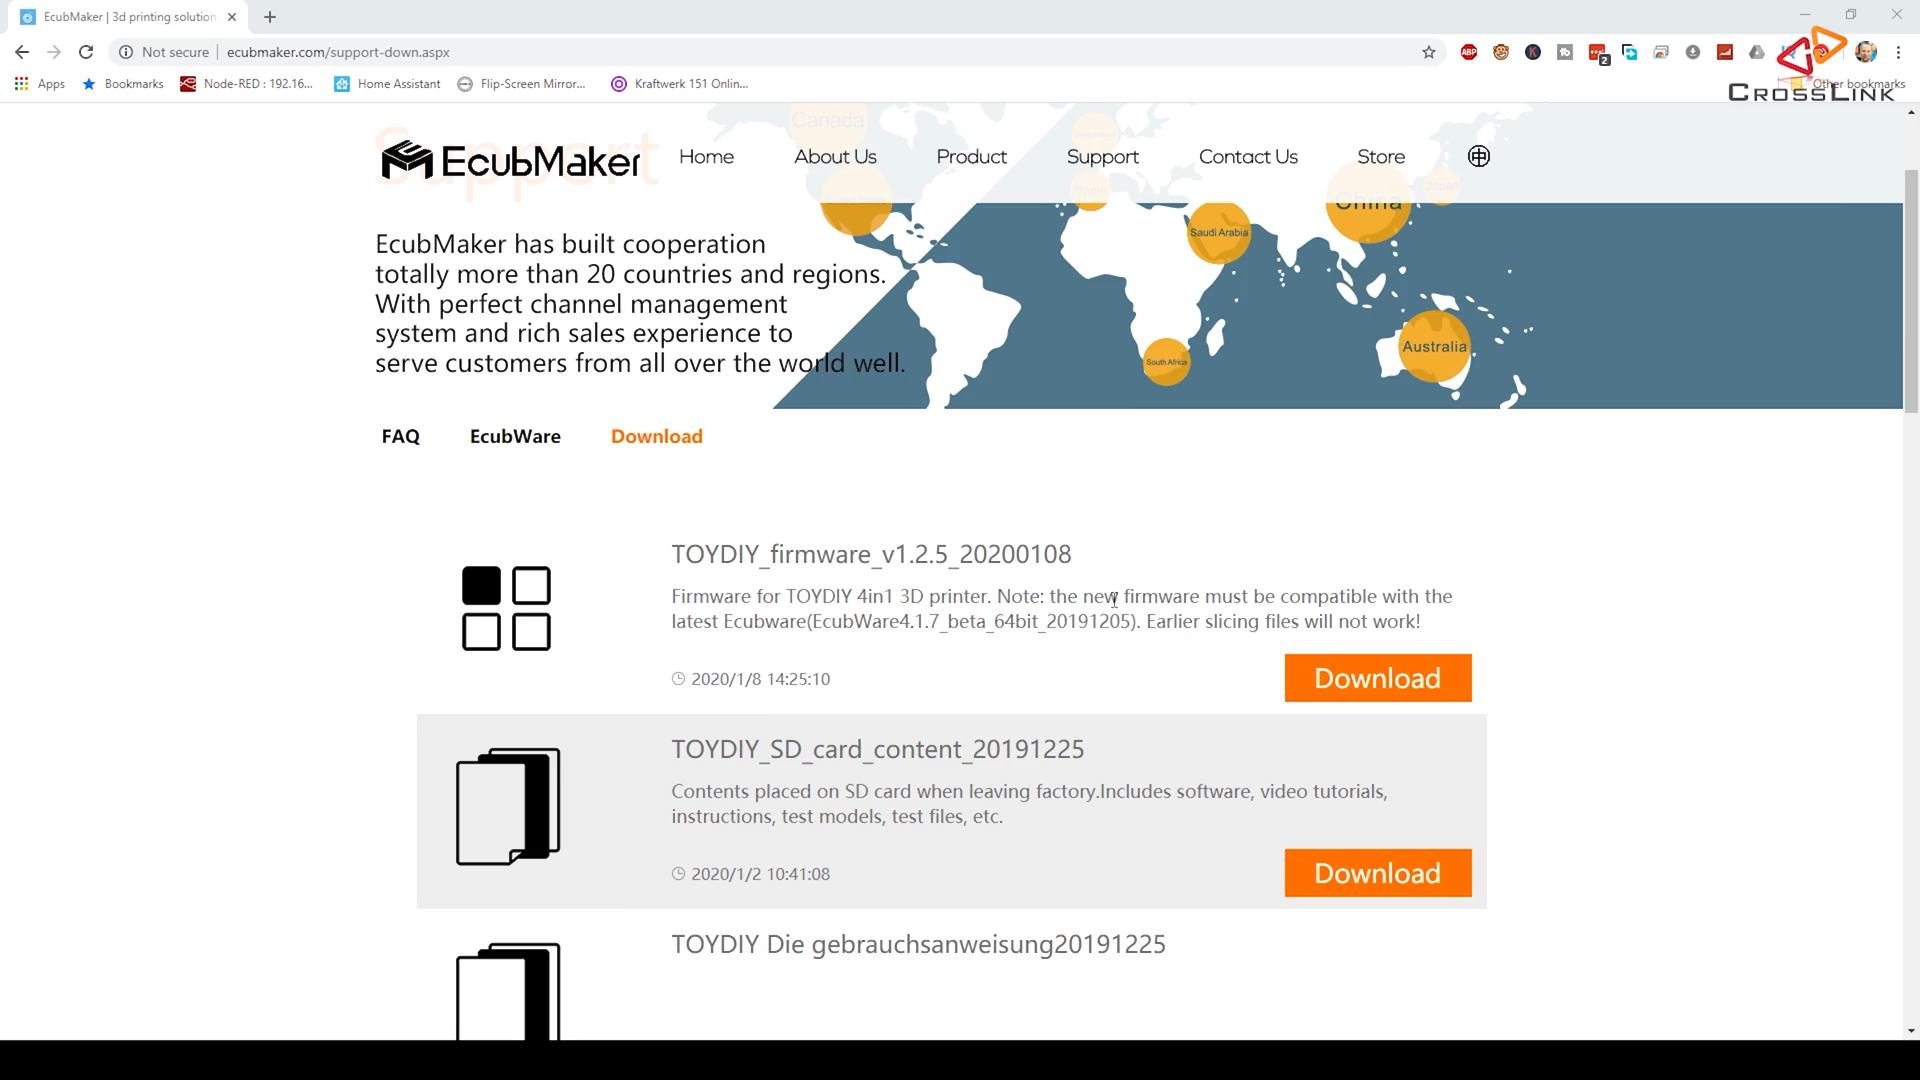 EcubMaker | 3d printing solution
Not secure
ecubmaker.com/support-down.aspx
ABP
2
Apps
Bookmarks
Node-RED : 192.16...
Home Assistant
Flip-Screen Mirror...
Kraftwerk 151 Onlin...
Other bookmarks
CROSSLINK
Support
EcubMaker
Home
About Us
Product
Support
Contact Us
Store
中
Canada
China
Saudi Arabia
South Africa
Australia
EcubMaker has built cooperation
totally more than 20 countries and regions.
With perfect channel management
system and rich sales experience to
serve customers from all over the world well.
FAQ
EcubWare
Download
TOYDIY_firmware_v1.2.5_20200108
Firmware for TOYDIY 4in1 3D printer. Note: the new firmware must be compatible with the
latest Ecubware(EcubWare4.1.7_beta_64bit_20191205). Earlier slicing files will not work!
2020/1/8 14:25:10
Download
TOYDIY_SD_card_content_20191225
Contents placed on SD card when leaving factory.Includes software, video tutorials,
instructions, test models, test files, etc.
2020/1/2 10:41:08
Download
TOYDIY Die gebrauchsanweisung20191225